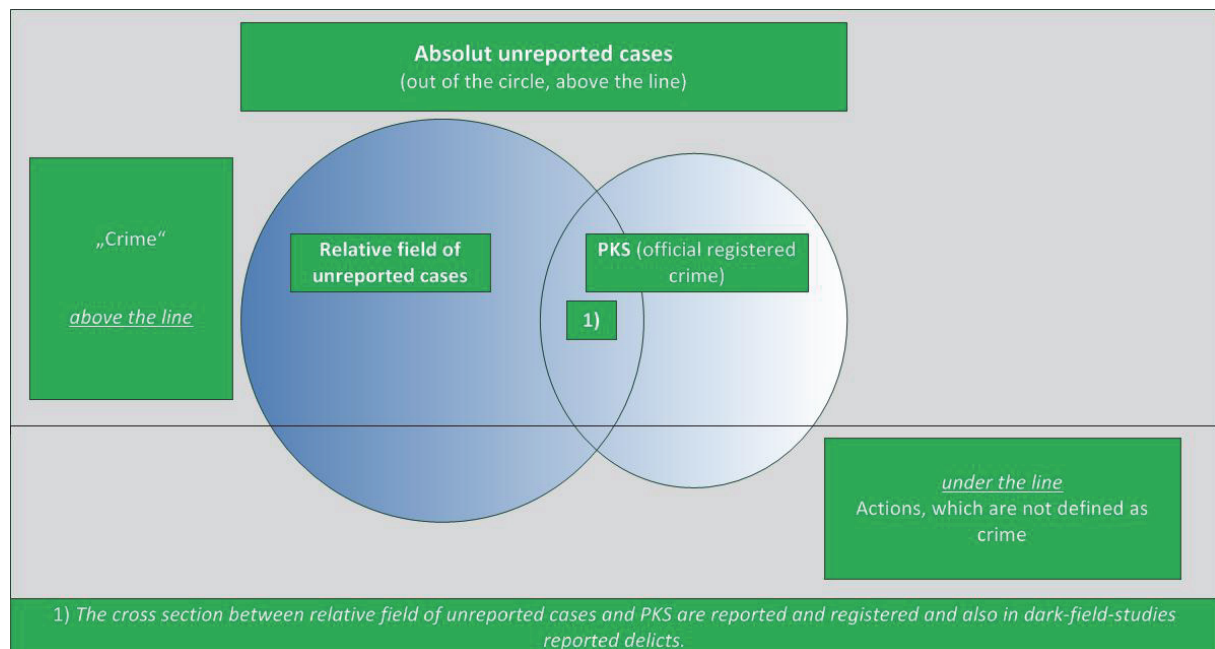 Absolut unreported cases
(out of the circle, above the line)
„Crime“
above the line
Relative field of
unreported cases
PKS (official registered
crime)
1)
under the line
Actions, which are not defined as
crime
1) The cross section between relative field of unreported cases and PKS are reported and registered and also in dark-field-studies
reported delicts.